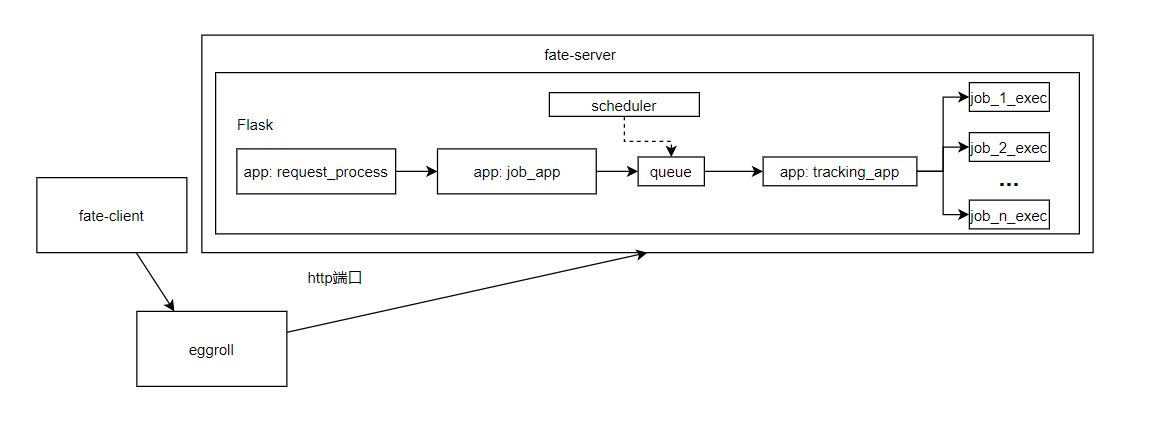 fate-server
scheduler
job_1_exec
Flask
app: request_process
app: job_app
queue
app: tracking_app
job_2_exec
...
job_n_exec
fate-client
http端口
eggroll